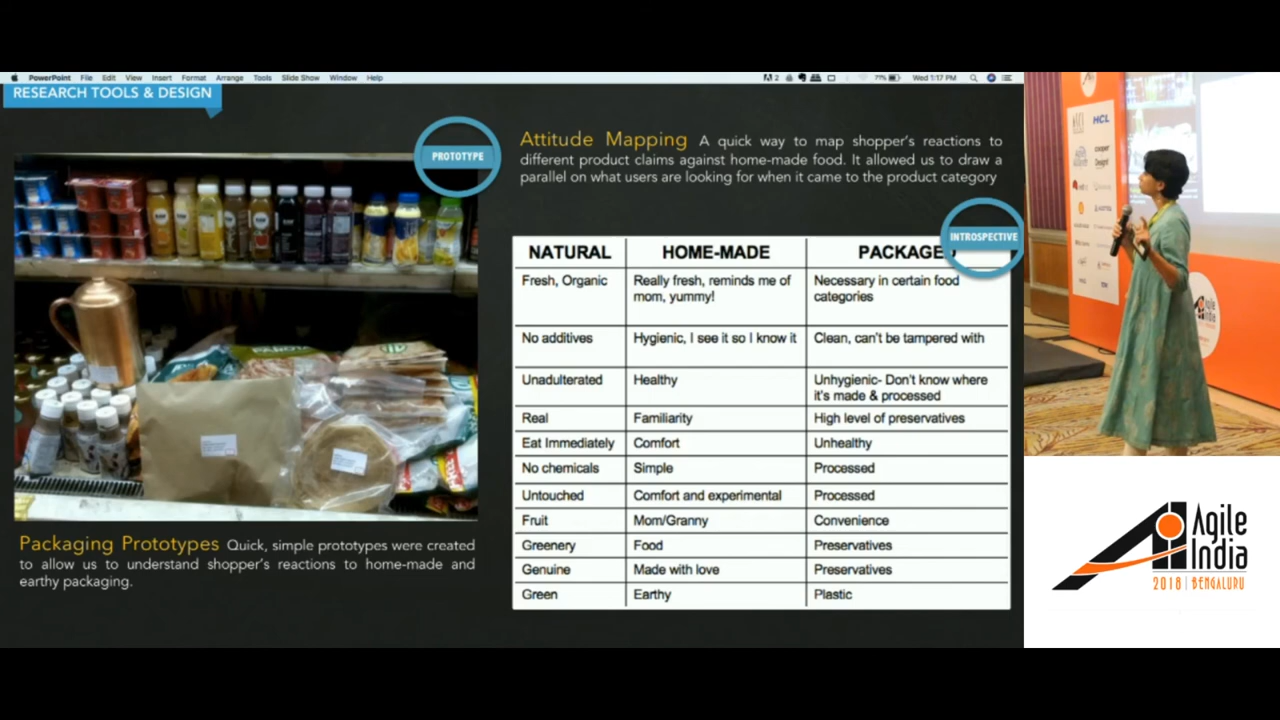 PowerPoint File Edit View Insert Format Arrange Tools Slide Show Window Help
2 77% Wed 1:17 PM
RESEARCH TOOLS & DESIGN
PROTOTYPE
Packaging Prototypes Quick, simple prototypes were created
to allow us to understand shopper's reactions to home-made and
earthy packaging.
Attitude Mapping A quick way to map shopper's reactions to
different product claims against home-made food. It allowed us to draw a
parallel on what users are looking for when it came to the product category
INTROSPECTIVE
NATURAL HOME-MADE
Fresh, Organic Really fresh, reminds me of Necessary in certain food
mom, yummy! categories
No additives Hygienic, I see it so I know it Clean, can't be tampered with
Unadulterated Healthy Unhygienic- Don't know where
it's made & processed
Real Familiarity High level of preservatives
Eat Immediately Comfort Unhealthy
No chemicals Simple Processed
Untouched Comfort and experimental Processed
Fruit Mom/Granny Convenience
Greenery Food Preservatives
Genuine Made with love Preservatives
Green Earthy Plastic
HCL
Agile
India
Agile
India
2018 | BENGALURU